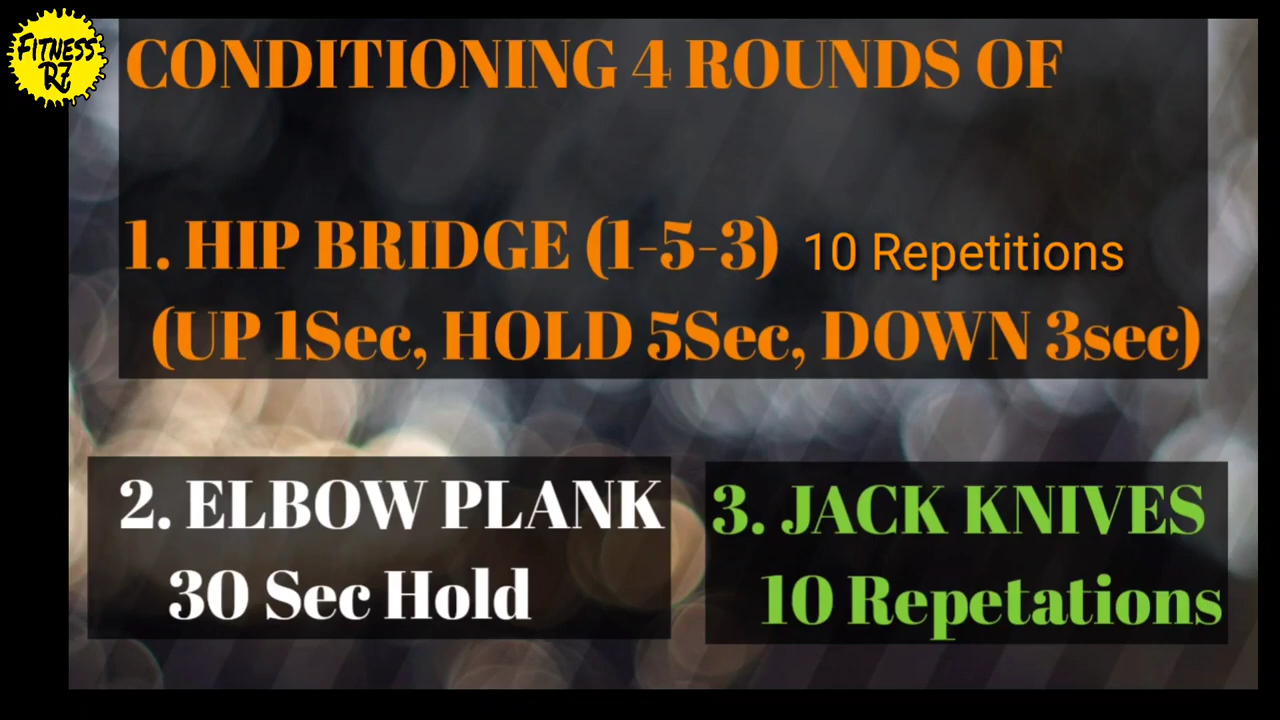 FITNESS
RZ
CONDITIONING 4 ROUNDS OF
1. HIP BRIDGE (1-5-3) 10 Repetitions
(UP 1Sec, HOLD 5Sec, DOWN 3sec)
2. ELBOW PLANK
30 Sec Hold
3. JACK KNIVES
10 Repetations